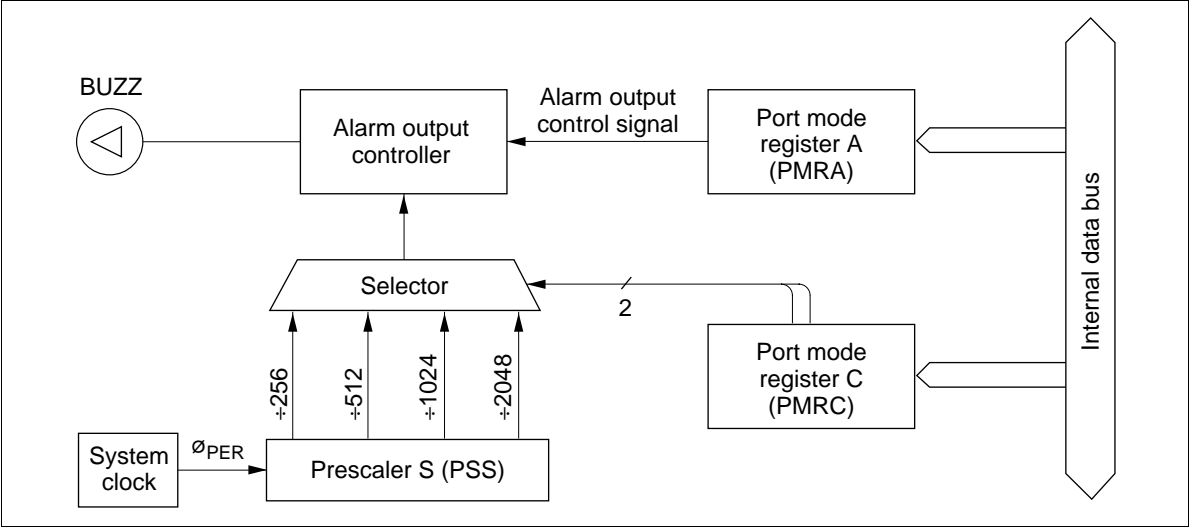 BUZZ
Alarm output
controller
Alarm output
control signal
Port mode
register A
(PMRA)
Internal data bus
Selector
2
Port mode
register C
(PMRC)
÷256
÷512
÷1024
÷2048
System
clock
øPER
Prescaler S (PSS)